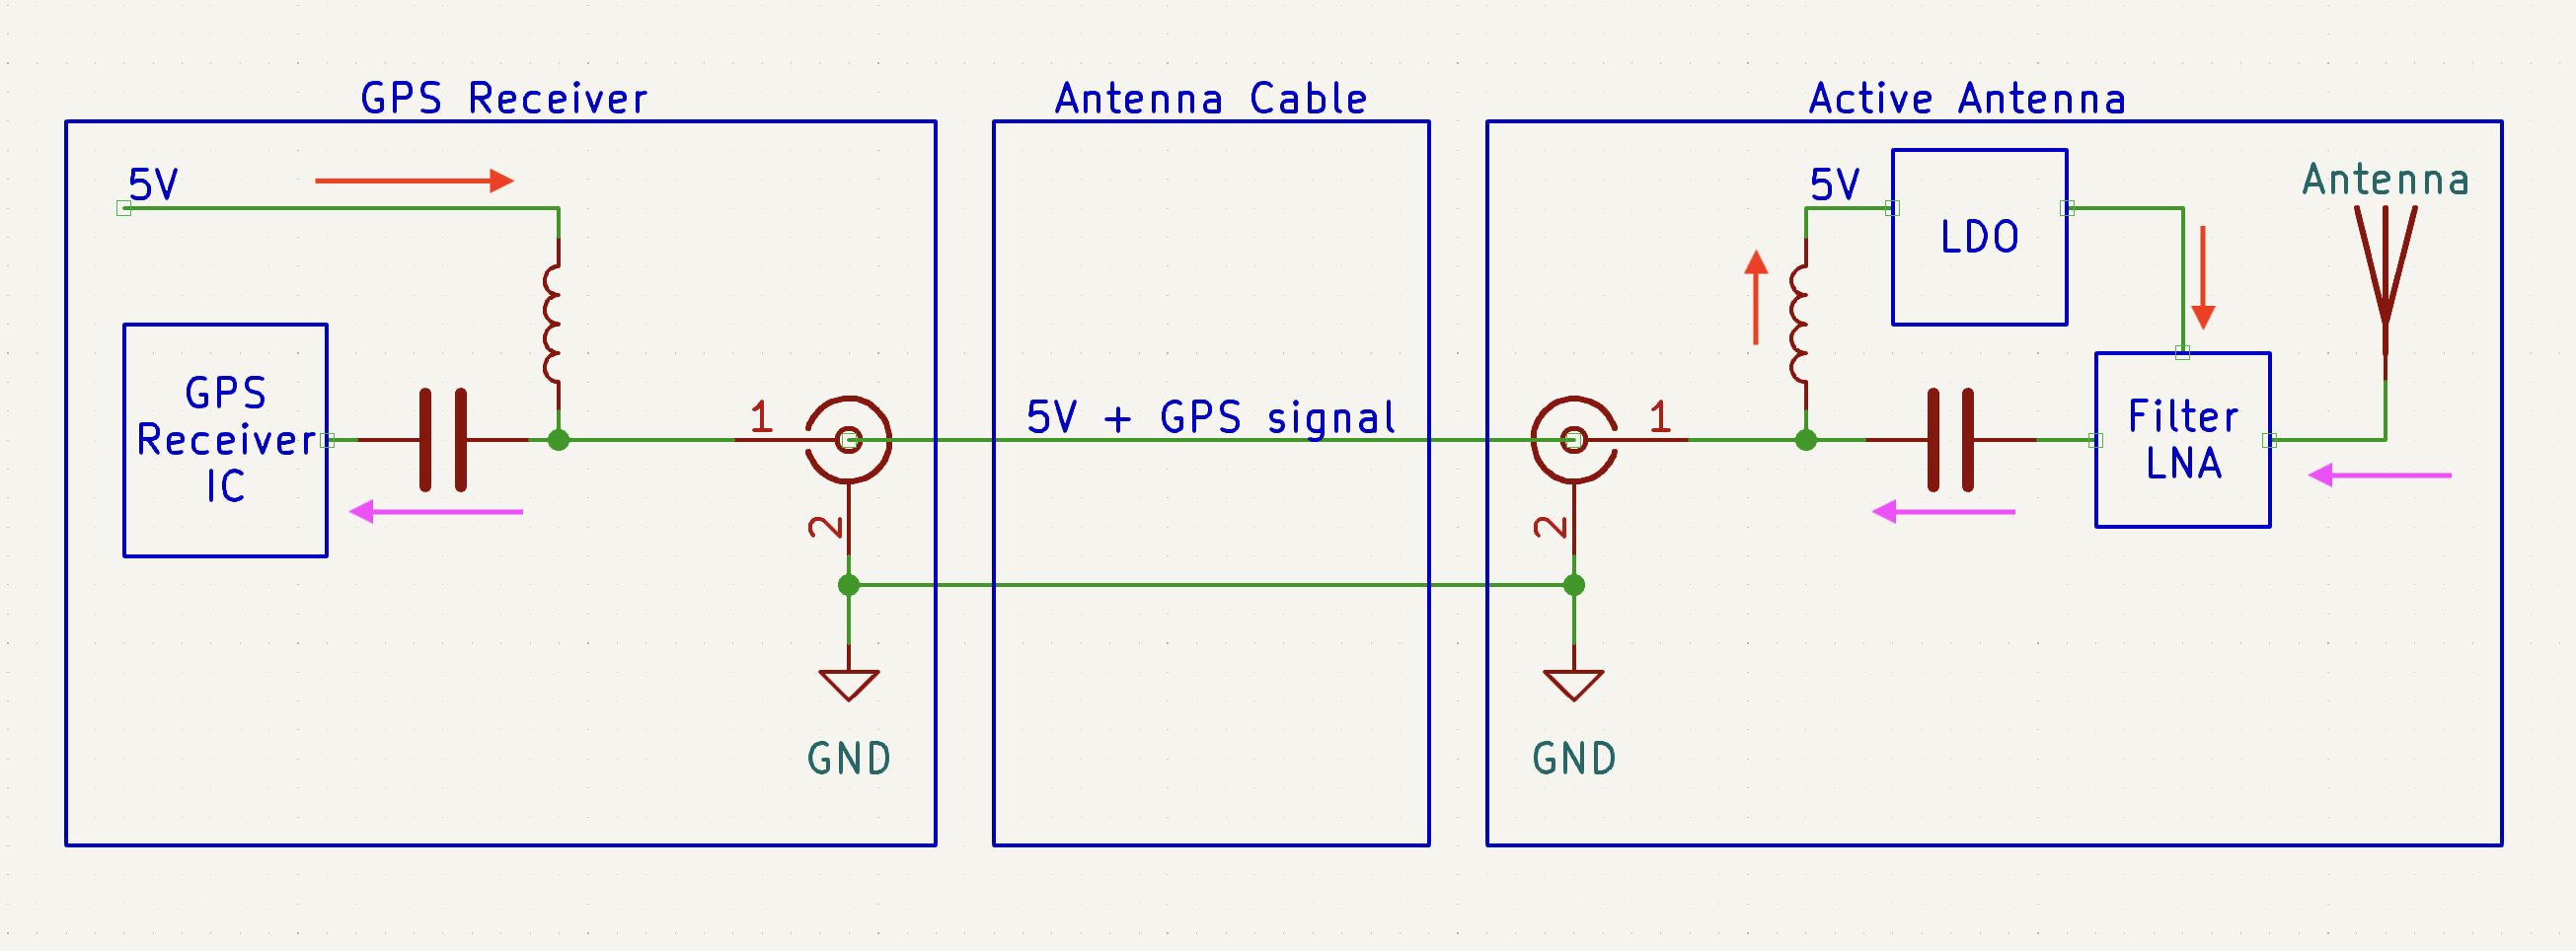 GPS Receiver
5V
GPS
Receiver
IC
1
2
GND
Antenna Cable
5V + GPS signal
Active Antenna
5V
LDO
Antenna
1
Filter
LNA
2
GND